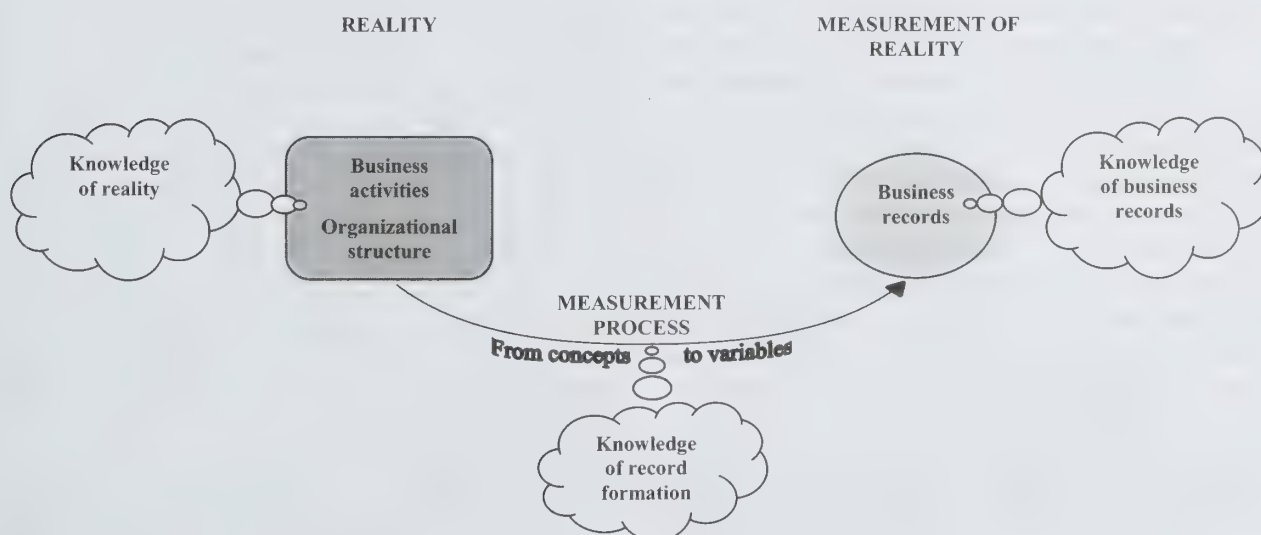 REALITY
MEASUREMENT OF
REALITY
Knowledge
of reality
Business
activities
Organizational
structure
Business
records
Knowledge
of business
records
MEASUREMENT
PROCESS
From concepts to variables
Knowledge
of record
formation